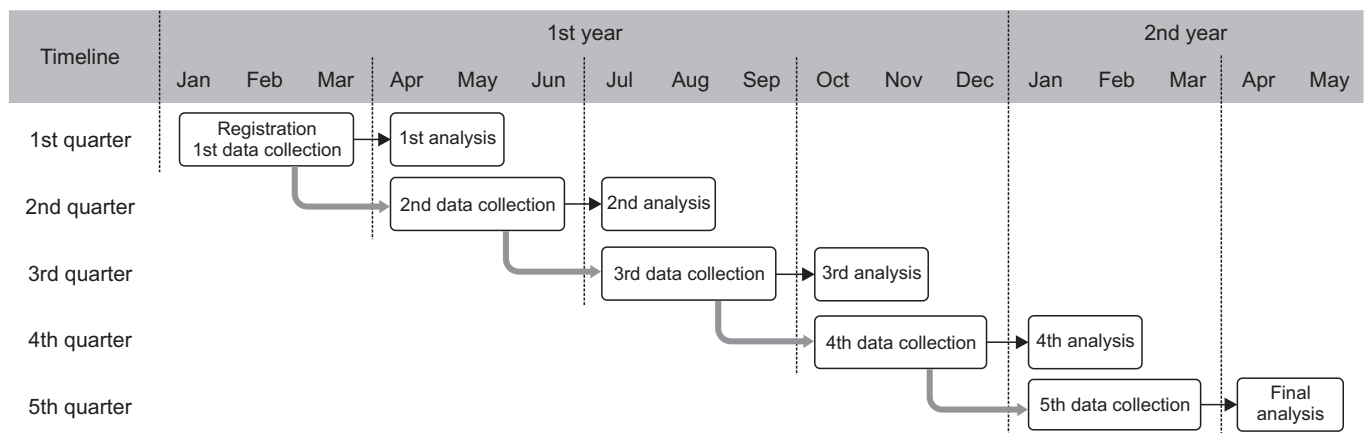 Timeline
1st year
2nd year
Jan Feb Mar Apr May Jun Jul Aug Sep Oct Nov Dec Jan Feb Mar Apr May
1st quarter
Registration
1st data collection
1st analysis
2nd quarter
2nd data collection
2nd analysis
3rd quarter
3rd data collection
3rd analysis
4th quarter
4th data collection
4th analysis
5th quarter
5th data collection
Final
analysis